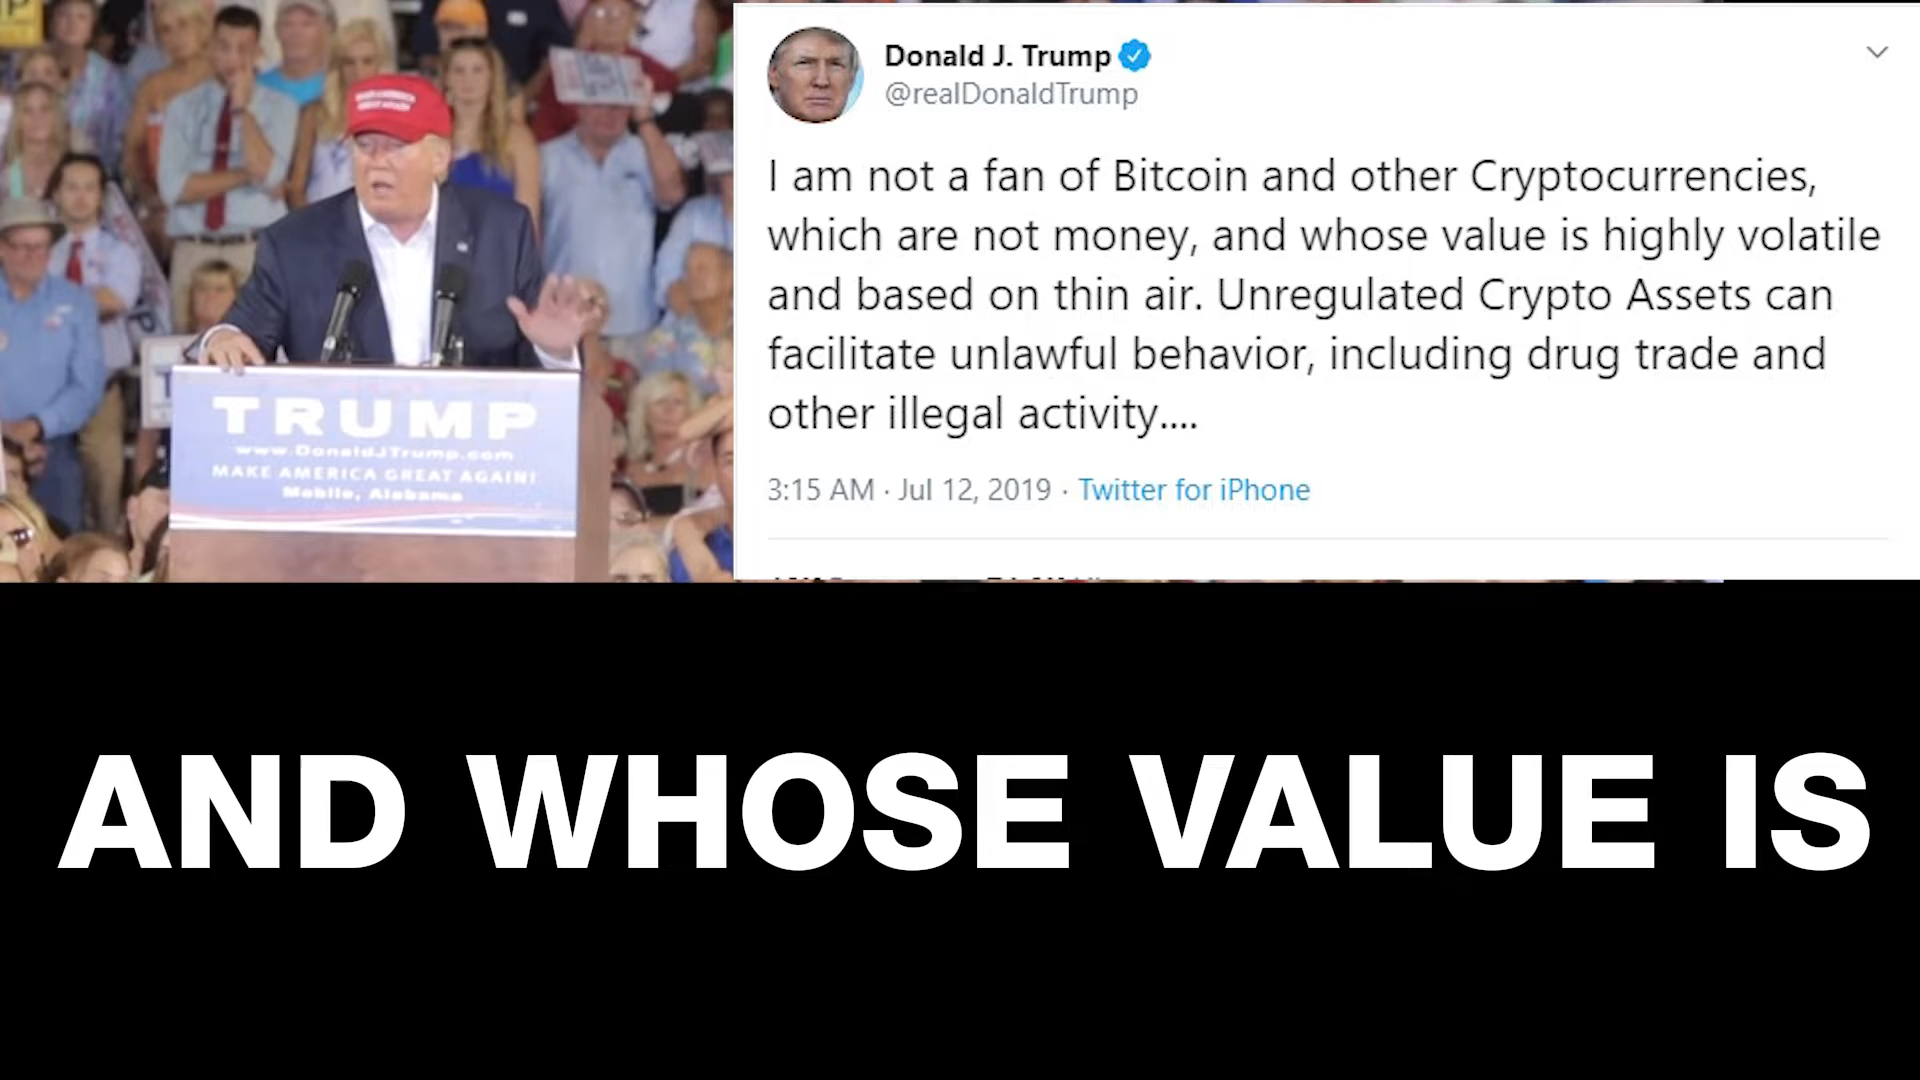 Donald J. Trump
@realDonaldTrump
I am not a fan of Bitcoin and other Cryptocurrencies,
which are not money, and whose value is highly volatile
and based on thin air. Unregulated Crypto Assets can
facilitate unlawful behavior, including drug trade and
other illegal activity....
3:15 AM · Jul 12, 2019 · Twitter for iPhone
TRUMP
www.DonaldJTrump.com
MAKE AMERICA GREAT AGAIN!
Mobile, Alabama
AND WHOSE VALUE IS